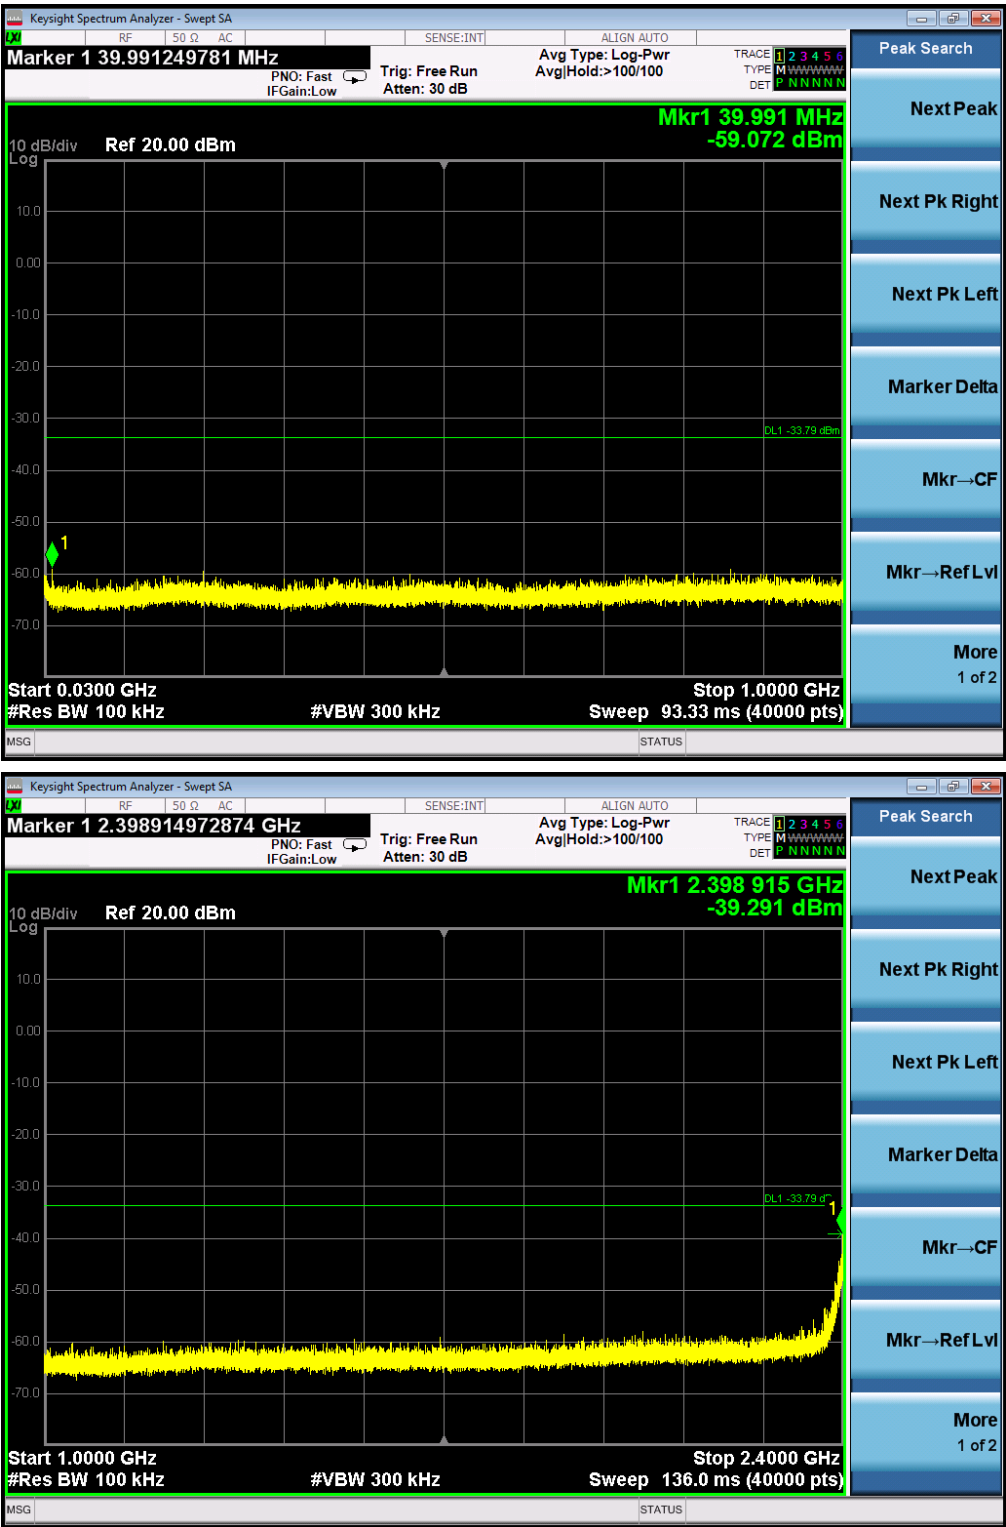 Keysight Spectrum Analyzer - Swept SA
LXI RF 50 Ω AC SENSE:INT ALIGN AUTO
Marker 1 39.991249781 MHz
PNO: Fast
IFGain:Low
Trig: Free Run
Atten: 30 dB
Avg Type: Log-Pwr
Avg|Hold:>100/100
TRACE 1 2 3 4 5 6
TYPE M WWWWW
DET P N N N N N
Mkr1 39.991 MHz
-59.072 dBm
10 dB/div Ref 20.00 dBm
Log
10.0
0.00
-10.0
-20.0
-30.0
DL1 -33.79 dBm
-40.0
-50.0
1
-60.0
-70.0
Start 0.0300 GHz Stop 1.0000 GHz
#Res BW 100 kHz #VBW 300 kHz Sweep 93.33 ms (40000 pts)
MSG STATUS
Peak Search
Next Peak
Next Pk Right
Next Pk Left
Marker Delta
Mkr→CF
Mkr→Ref Lvl
More
1 of 2
Keysight Spectrum Analyzer - Swept SA
LXI RF 50 Ω AC SENSE:INT ALIGN AUTO
Marker 1 2.398914972874 GHz
PNO: Fast
IFGain:Low
Trig: Free Run
Atten: 30 dB
Avg Type: Log-Pwr
Avg|Hold:>100/100
TRACE 1 2 3 4 5 6
TYPE M WWWWW
DET P N N N N N
Mkr1 2.398 915 GHz
-39.291 dBm
10 dB/div Ref 20.00 dBm
Log
10.0
0.00
-10.0
-20.0
-30.0
DL1 -33.79 d
1
-40.0
-50.0
-60.0
-70.0
Start 1.0000 GHz Stop 2.4000 GHz
#Res BW 100 kHz #VBW 300 kHz Sweep 136.0 ms (40000 pts)
MSG STATUS
Peak Search
Next Peak
Next Pk Right
Next Pk Left
Marker Delta
Mkr→CF
Mkr→Ref Lvl
More
1 of 2